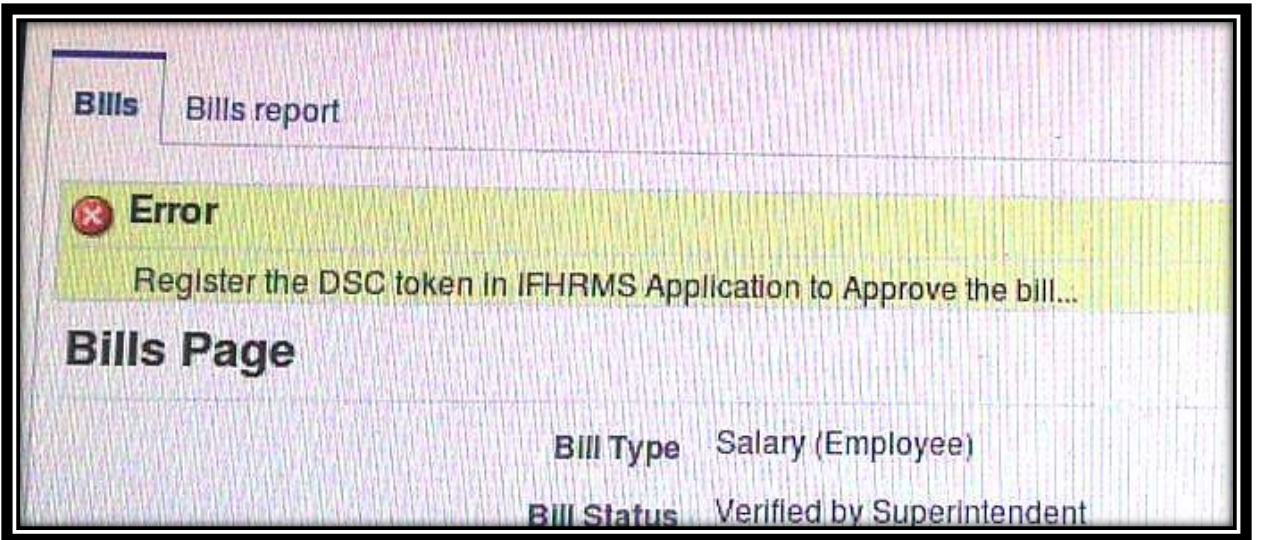 Bills Bills report
Error
Register the DSC token in IFHRMS Application to Approve the bill...
Bills Page
Bill Type Salary (Employee)
Bill Status Verified by Superintendent